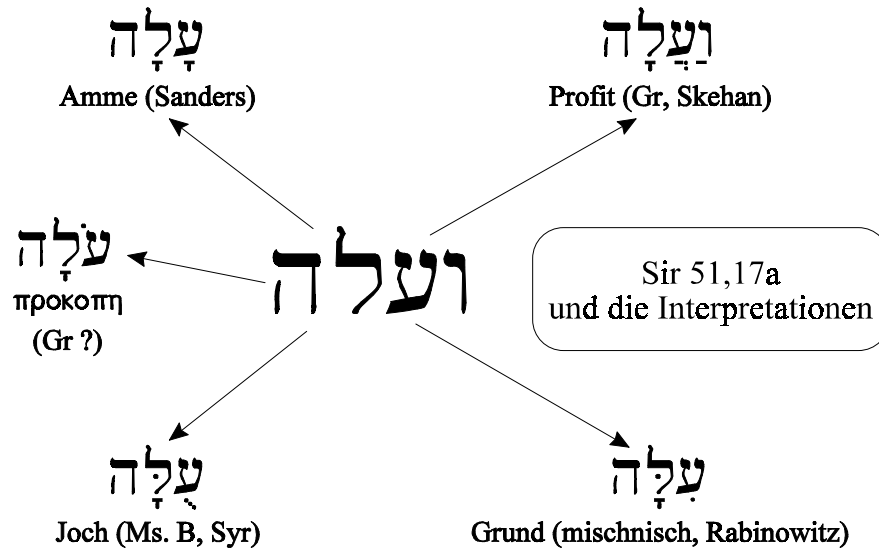 עָלָה
Amme (Sanders)
וַעֲלָּהּ
Profit (Gr, Skehan)
עֹלָה
προκοπη
(Gr ?)
ועלה
Sir 51,17a
und die Interpretationen
עֻלָּהּ
Joch (Ms. B, Syr)
עִלָּה
Grund (mischnisch, Rabinowitz)